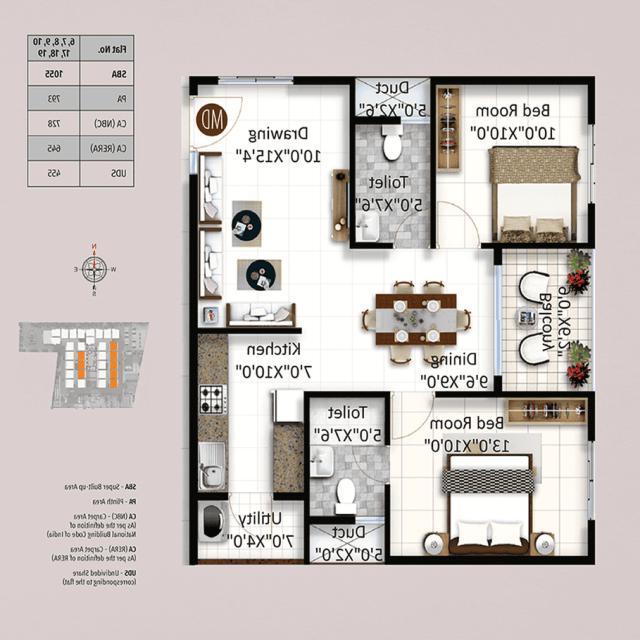 Flat No.
6, 7, 8, 9, 10
17, 18, 19
SBA
1055
PA
793
CA (NBC)
728
CA (RERA)
645
UDS
455
N
W
E
S
SBA - Super Built-up Area
PA - Plinth Area
CA (NBC) - Carpet Area
(As per the definition of
National Building Code of India)
CA (RERA) - Carpet Area
(As per the definition of RERA)
UDS - Undivided Share
(corresponding to the flat)
MD
Drawing
10'0"X15'4"
Duct
5'0"X2'6"
Toilet
5'0"X7'6"
Bed Room
10'0"X10'0"
Balcony
9'0"X6'3"
Dining
9'6"X9'0"
Kitchen
7'0"X10'0"
Toilet
5'0"X7'6"
Bed Room
13'0"X10'0"
Utility
7'0"X4'0"
Duct
5'0"X2'0"